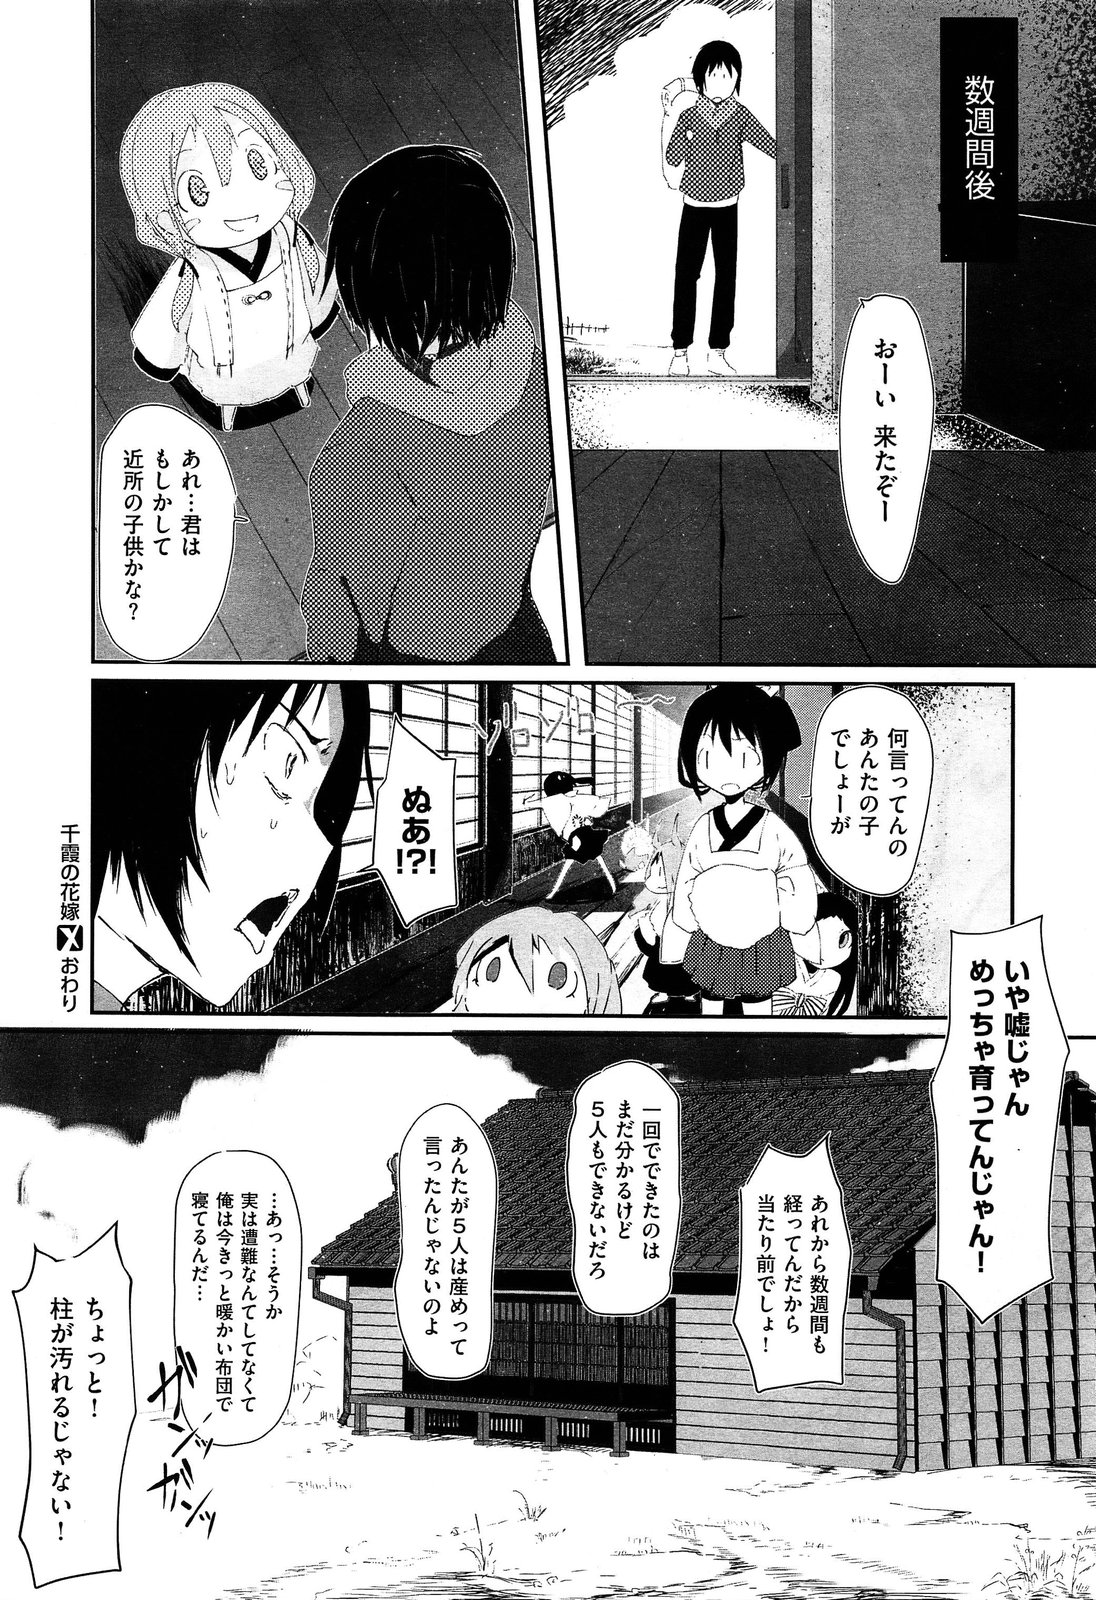 数週間後
おーい 来たぞー
あれ…君は
もしかして
近所の子供かな？
何言ってんの
あんたの子
でしょーが
ゾロゾロ
ぬあ!?!
いや嘘じゃん
めっちゃ育ってんじゃん！
あれから数週間も
経ってんだから
当たり前でしょ！
一回でできたのは
まだ分かるけど
５人もできないだろ
あんたが５人は産めって
言ったんじゃないのよ
…あっ…そうか
実は遭難なんてしてなくて
俺は今きっと暖かい布団で
寝てるんだ…
ガンッ
ガンッ
ちょっと！
柱が汚れるじゃない！
千霞の花嫁 X おわり